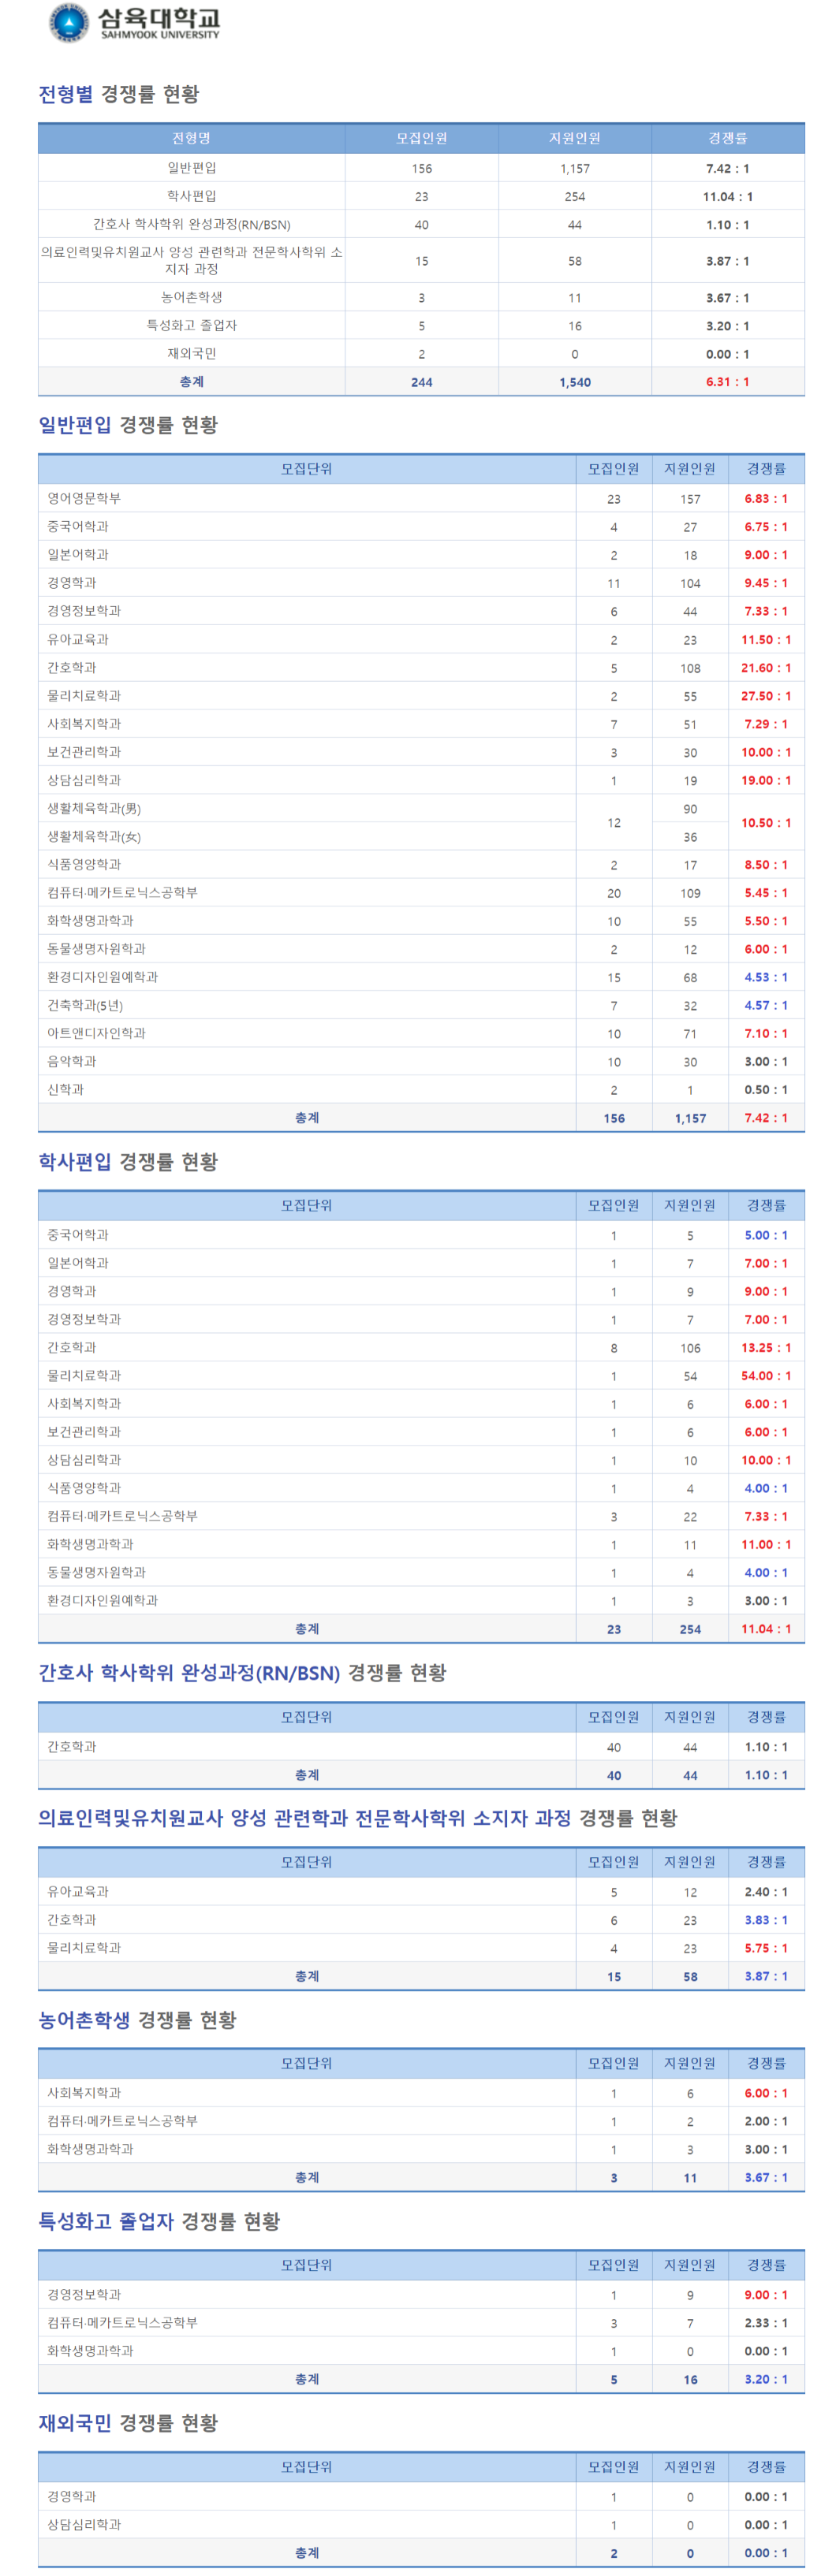 삼육대학교
SAHMYOOK UNIVERSITY
전형별 경쟁률 현황
전형명 모집인원 지원인원 경쟁률
일반편입 156 1,157 7.42 : 1
학사편입 23 254 11.04 : 1
간호사 학사학위 완성과정(RN/BSN) 40 44 1.10 : 1
의료인력및유치원교사 양성 관련학과 전문학사학위 소
지자 과정 15 58 3.87 : 1
농어촌학생 3 11 3.67 : 1
특성화고 졸업자 5 16 3.20 : 1
재외국민 2 0 0.00 : 1
총계 244 1,540 6.31 : 1
일반편입 경쟁률 현황
모집단위 모집인원 지원인원 경쟁률
영어영문학부 23 157 6.83 : 1
중국어학과 4 27 6.75 : 1
일본어학과 2 18 9.00 : 1
경영학과 11 104 9.45 : 1
경영정보학과 6 44 7.33 : 1
유아교육과 2 23 11.50 : 1
간호학과 5 108 21.60 : 1
물리치료학과 2 55 27.50 : 1
사회복지학과 7 51 7.29 : 1
보건관리학과 3 30 10.00 : 1
상담심리학과 1 19 19.00 : 1
생활체육학과(男) 12 90 10.50 : 1
생활체육학과(女) 36
식품영양학과 2 17 8.50 : 1
컴퓨터·메카트로닉스공학부 20 109 5.45 : 1
화학생명과학과 10 55 5.50 : 1
동물생명자원학과 2 12 6.00 : 1
환경디자인원예학과 15 68 4.53 : 1
건축학과(5년) 7 32 4.57 : 1
아트앤디자인학과 10 71 7.10 : 1
음악학과 10 30 3.00 : 1
신학과 2 1 0.50 : 1
총계 156 1,157 7.42 : 1
학사편입 경쟁률 현황
모집단위 모집인원 지원인원 경쟁률
중국어학과 1 5 5.00 : 1
일본어학과 1 7 7.00 : 1
경영학과 1 9 9.00 : 1
경영정보학과 1 7 7.00 : 1
간호학과 8 106 13.25 : 1
물리치료학과 1 54 54.00 : 1
사회복지학과 1 6 6.00 : 1
보건관리학과 1 6 6.00 : 1
상담심리학과 1 10 10.00 : 1
식품영양학과 1 4 4.00 : 1
컴퓨터·메카트로닉스공학부 3 22 7.33 : 1
화학생명과학과 1 11 11.00 : 1
동물생명자원학과 1 4 4.00 : 1
환경디자인원예학과 1 3 3.00 : 1
총계 23 254 11.04 : 1
간호사 학사학위 완성과정(RN/BSN) 경쟁률 현황
모집단위 모집인원 지원인원 경쟁률
간호학과 40 44 1.10 : 1
총계 40 44 1.10 : 1
의료인력및유치원교사 양성 관련학과 전문학사학위 소지자 과정 경쟁률 현황
모집단위 모집인원 지원인원 경쟁률
유아교육과 5 12 2.40 : 1
간호학과 6 23 3.83 : 1
물리치료학과 4 23 5.75 : 1
총계 15 58 3.87 : 1
농어촌학생 경쟁률 현황
모집단위 모집인원 지원인원 경쟁률
사회복지학과 1 6 6.00 : 1
컴퓨터·메카트로닉스공학부 1 2 2.00 : 1
화학생명과학과 1 3 3.00 : 1
총계 3 11 3.67 : 1
특성화고 졸업자 경쟁률 현황
모집단위 모집인원 지원인원 경쟁률
경영정보학과 1 9 9.00 : 1
컴퓨터·메카트로닉스공학부 3 7 2.33 : 1
화학생명과학과 1 0 0.00 : 1
총계 5 16 3.20 : 1
재외국민 경쟁률 현황
모집단위 모집인원 지원인원 경쟁률
경영학과 1 0 0.00 : 1
상담심리학과 1 0 0.00 : 1
총계 2 0 0.00 : 1